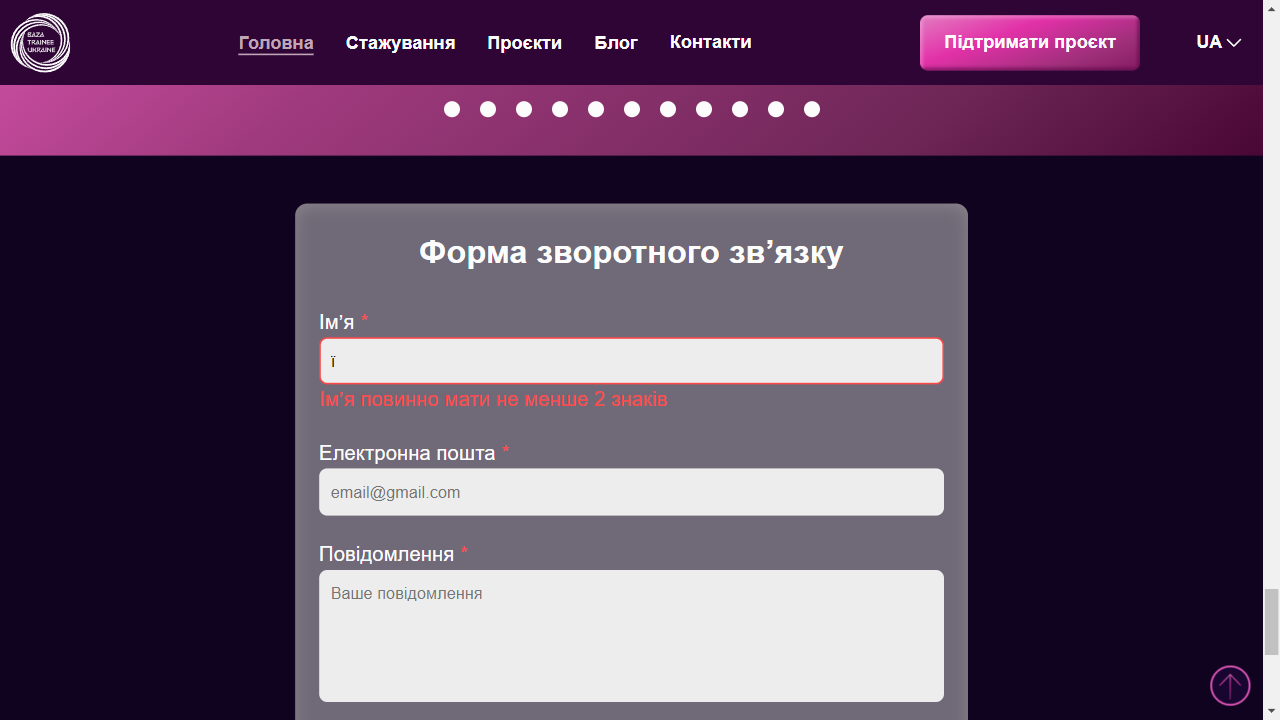 BAZA
TRAINEE
UKRAINE
Головна Стажування Проєкти Блог Контакти Підтримати проєкт UA
Форма зворотного зв’язку
Ім’я *
ї
Ім’я повинно мати не менше 2 знаків
Електронна пошта *
email@gmail.com
Повідомлення *
Ваше повідомлення